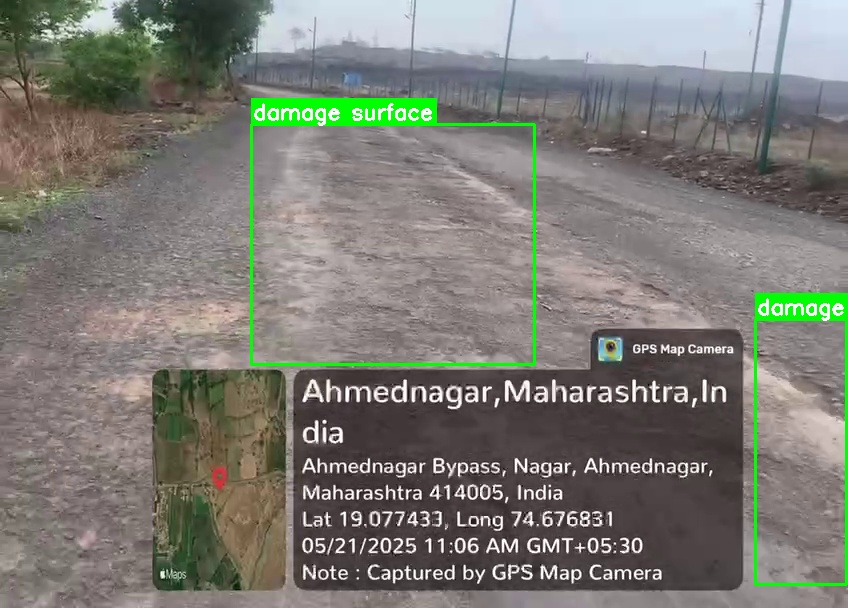 damage surface
damage
GPS Map Camera
Ahmednagar,Maharashtra,In
dia
Ahmednagar Bypass, Nagar, Ahmednagar,
Maharashtra 414005, India
Lat 19.077433, Long 74.676831
05/21/2025 11:06 AM GMT+05:30
Note : Captured by GPS Map Camera
Maps